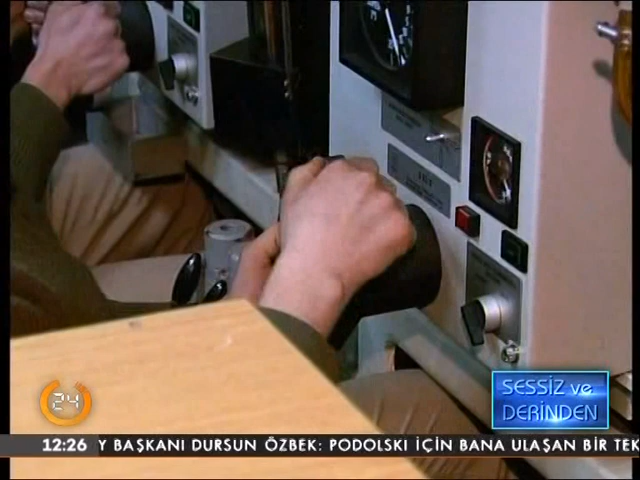 24
SESSİZ ve
DERİNDEN
12:26 Y BAŞKANI DURSUN ÖZBEK: PODOLSKI İÇİN BANA ULAŞAN BİR TEK